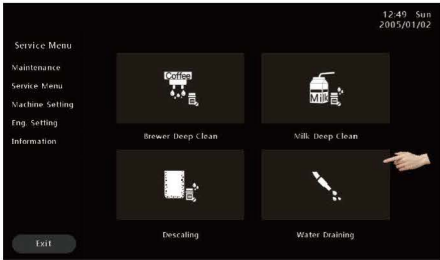 12:49 Sun
2005/01/02
Service Menu
Maintenance
Service Menu
Machine Setting
Eng. Setting
Information
Coffee
Brewer Deep Clean
Milk
Milk Deep Clean
Descaling
Water Draining
Exit